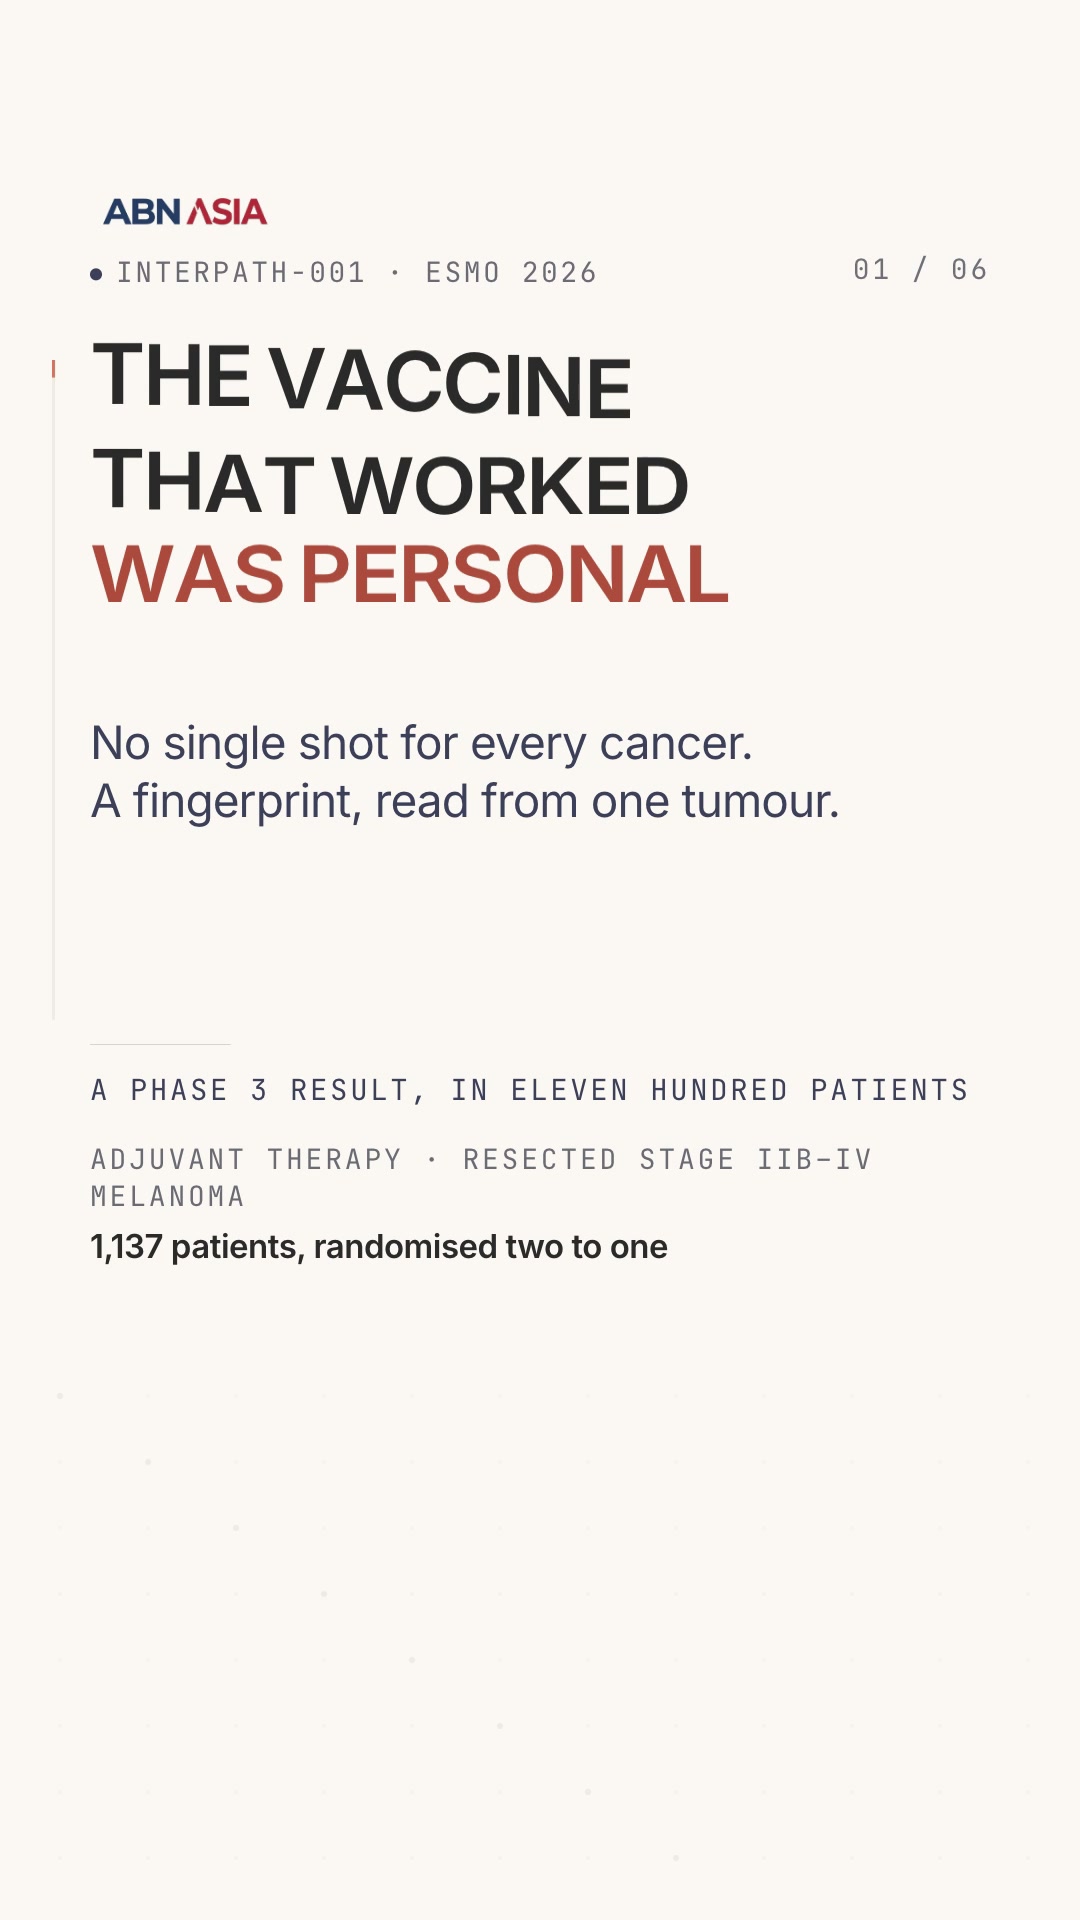 ABN ASIA
INTERPATH-001 · ESMO 2026
01 / 06
THE VACCINE
THAT WORKED
WAS PERSONAL
No single shot for every cancer.
A fingerprint, read from one tumour.
A PHASE 3 RESULT, IN ELEVEN HUNDRED PATIENTS
ADJUVANT THERAPY · RESECTED STAGE IIB–IV
MELANOMA
1,137 patients, randomised two to one